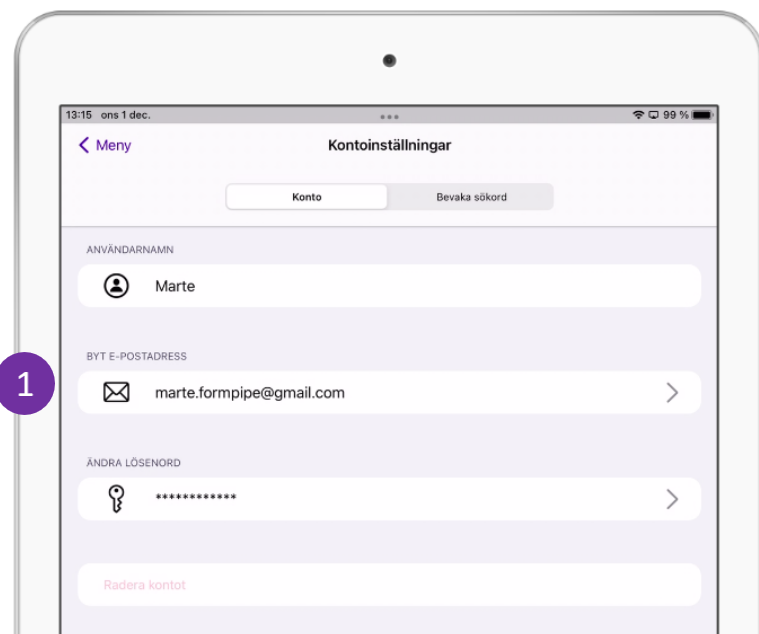 13:15 ons 1 dec.
99 %
Meny
Kontoinställningar
Konto
Bevaka sökord
ANVÄNDARNAMN
Marte
BYT E-POSTADRESS
1
marte.formpipe@gmail.com
ÄNDRA LÖSENORD
************
Radera kontot